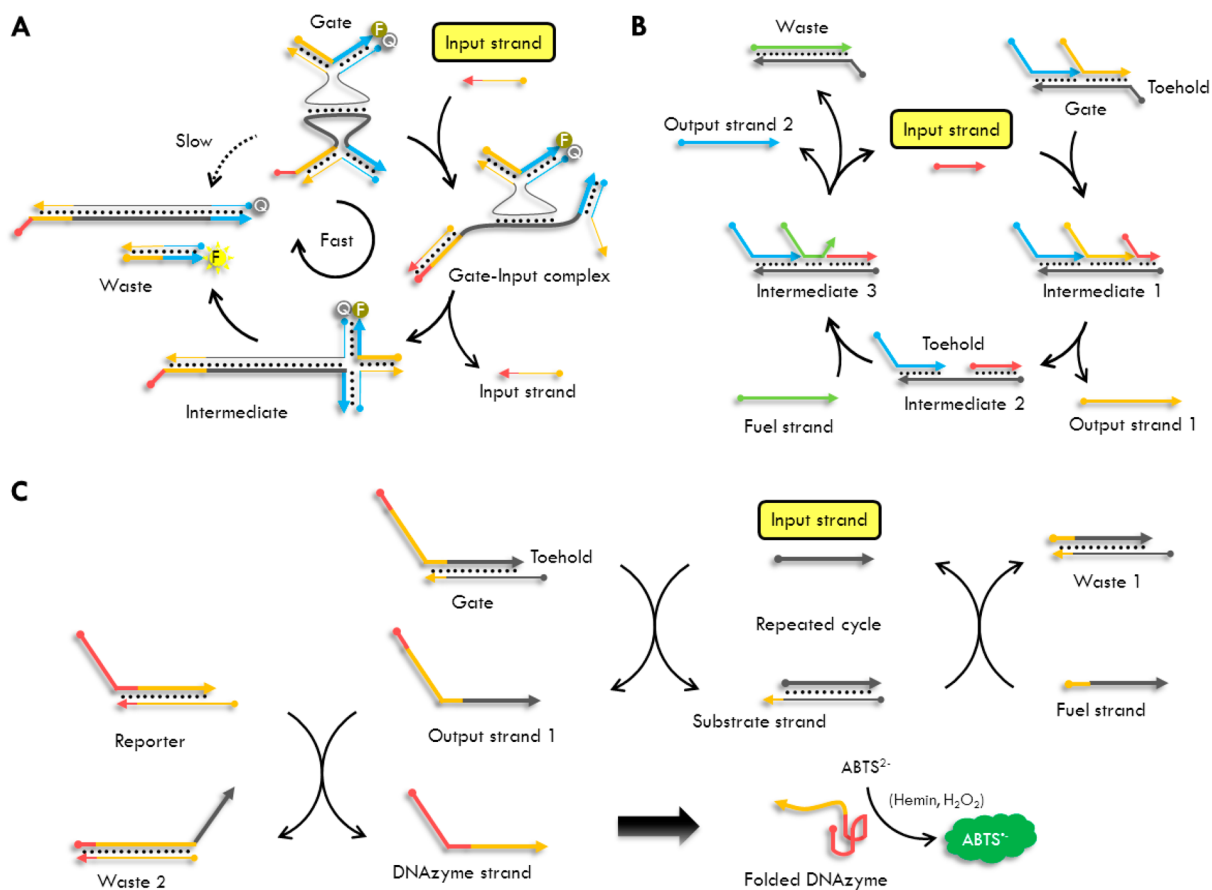 A
Gate
F
Q
Input strand
Slow
F
Q
Q
Fast
F
Waste
Gate-Input complex
Q F
Intermediate
Input strand
B
Waste
Toehold
Gate
Output strand 2
Input strand
Intermediate 3
Intermediate 1
Toehold
Intermediate 2
Fuel strand
Output strand 1
C
Input strand
Toehold
Gate
Waste 1
Repeated cycle
Reporter
Output strand 1
Substrate strand
Fuel strand
ABTS²⁻
(Hemin, H₂O₂)
ABTS•⁻
Waste 2
DNAzyme strand
Folded DNAzyme